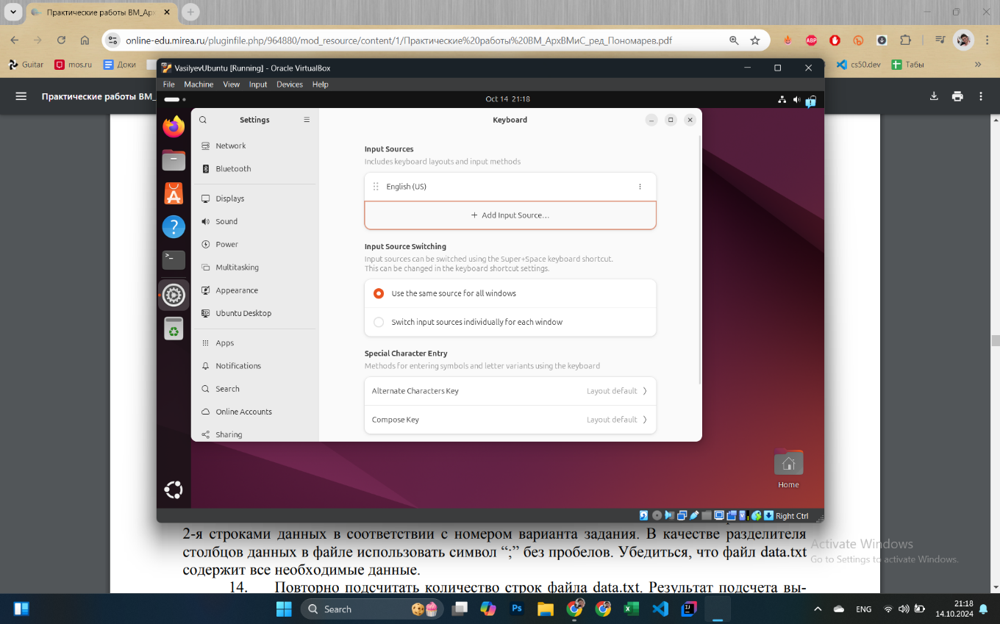 Практические работы ВМ_Арх
online-edu.mirea.ru/pluginfile.php/964880/mod_resource/content/1/Практические%20работы%20ВМ_АрхВМиС_ред_Пономарев.pdf
ABP
Guitar
mos.ru
Доки
cs50.dev
Табы
Практические работы ВМ_
VasilyevUbuntu [Running] - Oracle VirtualBox
File Machine View Input Devices Help
Oct 14 21:18
Settings
Keyboard
Network
Bluetooth
Displays
Sound
Power
Multitasking
Appearance
Ubuntu Desktop
Apps
Notifications
Search
Online Accounts
Sharing
Input Sources
Includes keyboard layouts and input methods
English (US)
+ Add Input Source…
Input Source Switching
Input sources can be switched using the Super+Space keyboard shortcut.
This can be changed in the keyboard shortcut settings.
Use the same source for all windows
Switch input sources individually for each window
Special Character Entry
Methods for entering symbols and letter variants using the keyboard
Alternate Characters Key Layout default
Compose Key Layout default
Home
Right Ctrl
2-я строками данных в соответствии с номером варианта задания. В качестве разделителя
столбцов данных в файле использовать символ “;” без пробелов. Убедиться, что файл data.txt
содержит все необходимые данные.
14. Повторно подсчитать количество строк файла data.txt. Результат подсчета вы-
Activate Windows
Go to Settings to activate Windows.
Search
Ps
ENG
21:18
14.10.2024